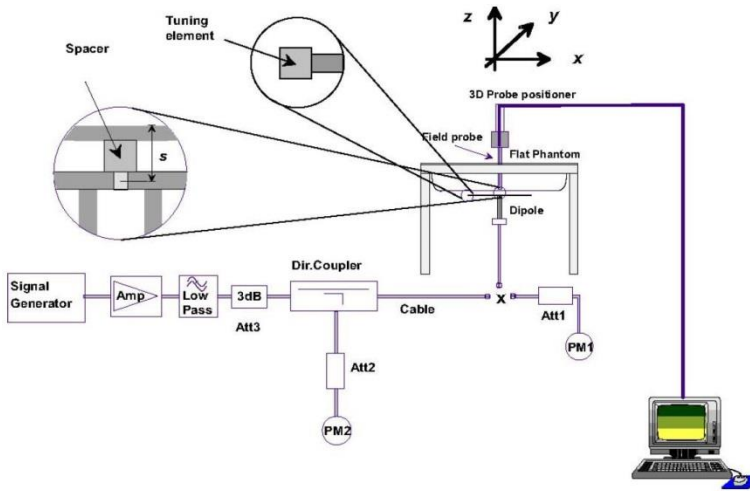 Tuning
element
Spacer
s
z
y
x
3D Probe positioner
Field probe
Flat Phantom
Dipole
Signal
Generator
Amp
Low
Pass
3dB
Att3
Dir.Coupler
Cable
x
Att1
PM1
Att2
PM2